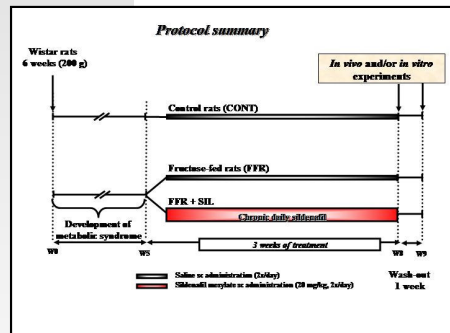 Protocol summary
Wistar rats
6 weeks (200 g)
In vivo and/or in vitro
experiments
Control rats (CONT)
Fructose-fed rats (FFR)
FFR + SIL
Chronic daily sildenafil
Development of
metabolic syndrome
W0
W5
3 weeks of treatment
W8
W9
Saline sc administration (2x/day)
Sildenafil mesylate sc administration (20 mg/kg, 2x/day)
Wash-out
1 week